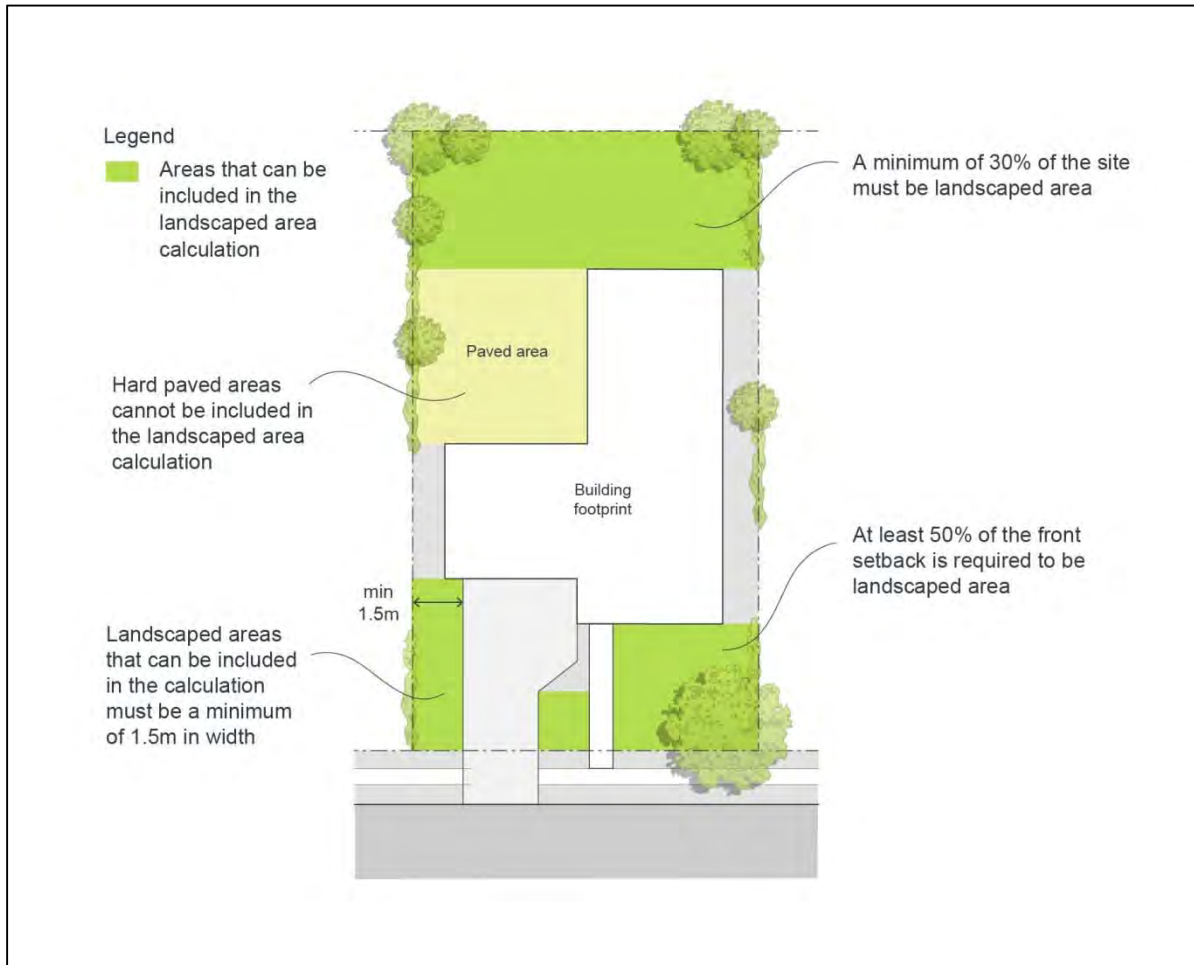 Legend
Areas that can be
included in the
landscaped area
calculation
A minimum of 30% of the site
must be landscaped area
Paved area
Hard paved areas
cannot be included in
the landscaped area
calculation
Building
footprint
At least 50% of the front
setback is required to be
landscaped area
min
1.5m
Landscaped areas
that can be included
in the calculation
must be a minimum
of 1.5m in width